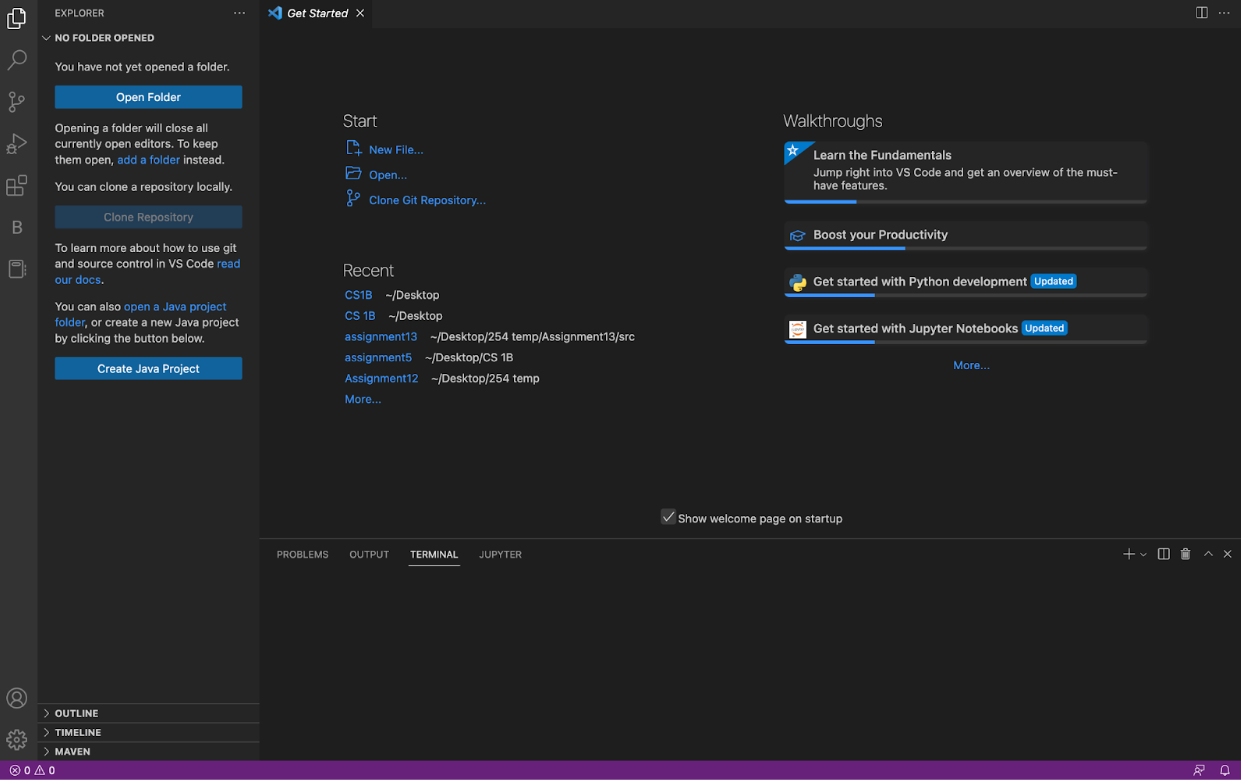 EXPLORER
NO FOLDER OPENED
You have not yet opened a folder.
Open Folder
Opening a folder will close all
currently open editors. To keep
them open, add a folder instead.
You can clone a repository locally.
Clone Repository
To learn more about how to use git
and source control in VS Code read
our docs.
You can also open a Java project
folder, or create a new Java project
by clicking the button below.
Create Java Project
B
OUTLINE
TIMELINE
MAVEN
Get Started
Start
New File...
Open...
Clone Git Repository...
Recent
CS1B ~/Desktop
CS 1B ~/Desktop
assignment13 ~/Desktop/254 temp/Assignment13/src
assignment5 ~/Desktop/CS 1B
Assignment12 ~/Desktop/254 temp
More...
Walkthroughs
Learn the Fundamentals
Jump right into VS Code and get an overview of the must-
have features.
Boost your Productivity
Get started with Python development Updated
Get started with Jupyter Notebooks Updated
More...
Show welcome page on startup
PROBLEMS OUTPUT TERMINAL JUPYTER
0 0